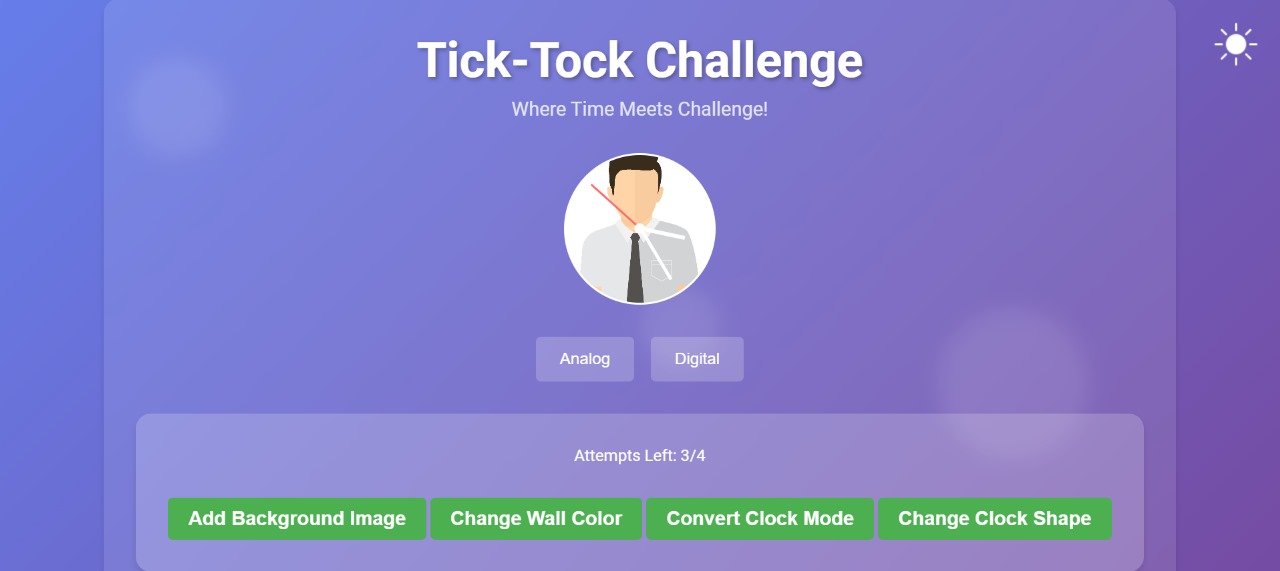 Tick-Tock Challenge
Where Time Meets Challenge!
Analog Digital
Attempts Left: 3/4
Add Background Image Change Wall Color Convert Clock Mode Change Clock Shape